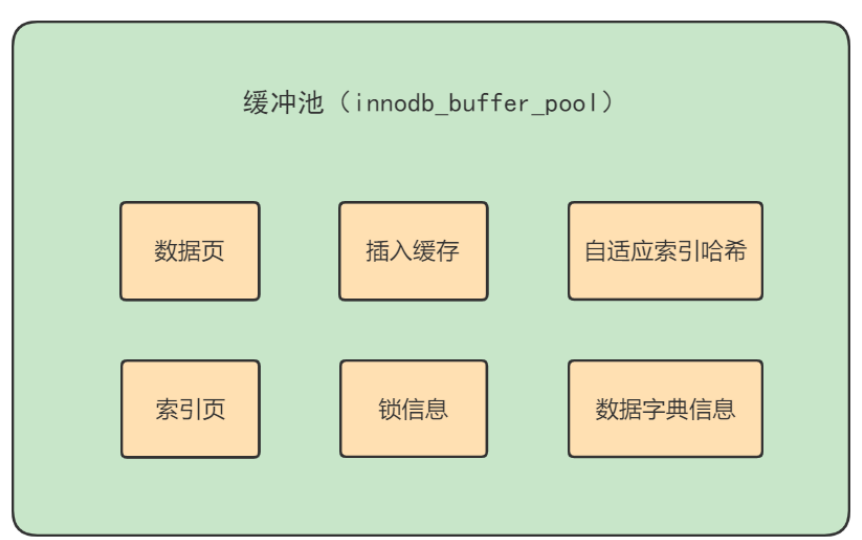 缓冲池（innodb_buffer_pool）
数据页
插入缓存
自适应索引哈希
索引页
锁信息
数据字典信息